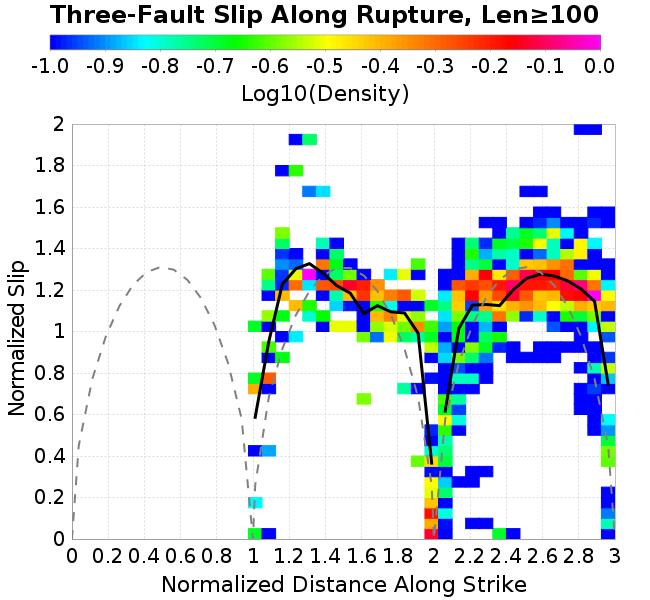 Three-Fault Slip Along Rupture, Len≥100
-1.0 -0.9 -0.8 -0.7 -0.6 -0.5 -0.4 -0.3 -0.2 -0.1 0.0
Log10(Density)
2
1.8
1.6
1.4
1.2
1
0.8
0.6
0.4
0.2
0
Normalized Slip
0 0.2 0.4 0.6 0.8 1 1.2 1.4 1.6 1.8 2 2.2 2.4 2.6 2.8 3
Normalized Distance Along Strike